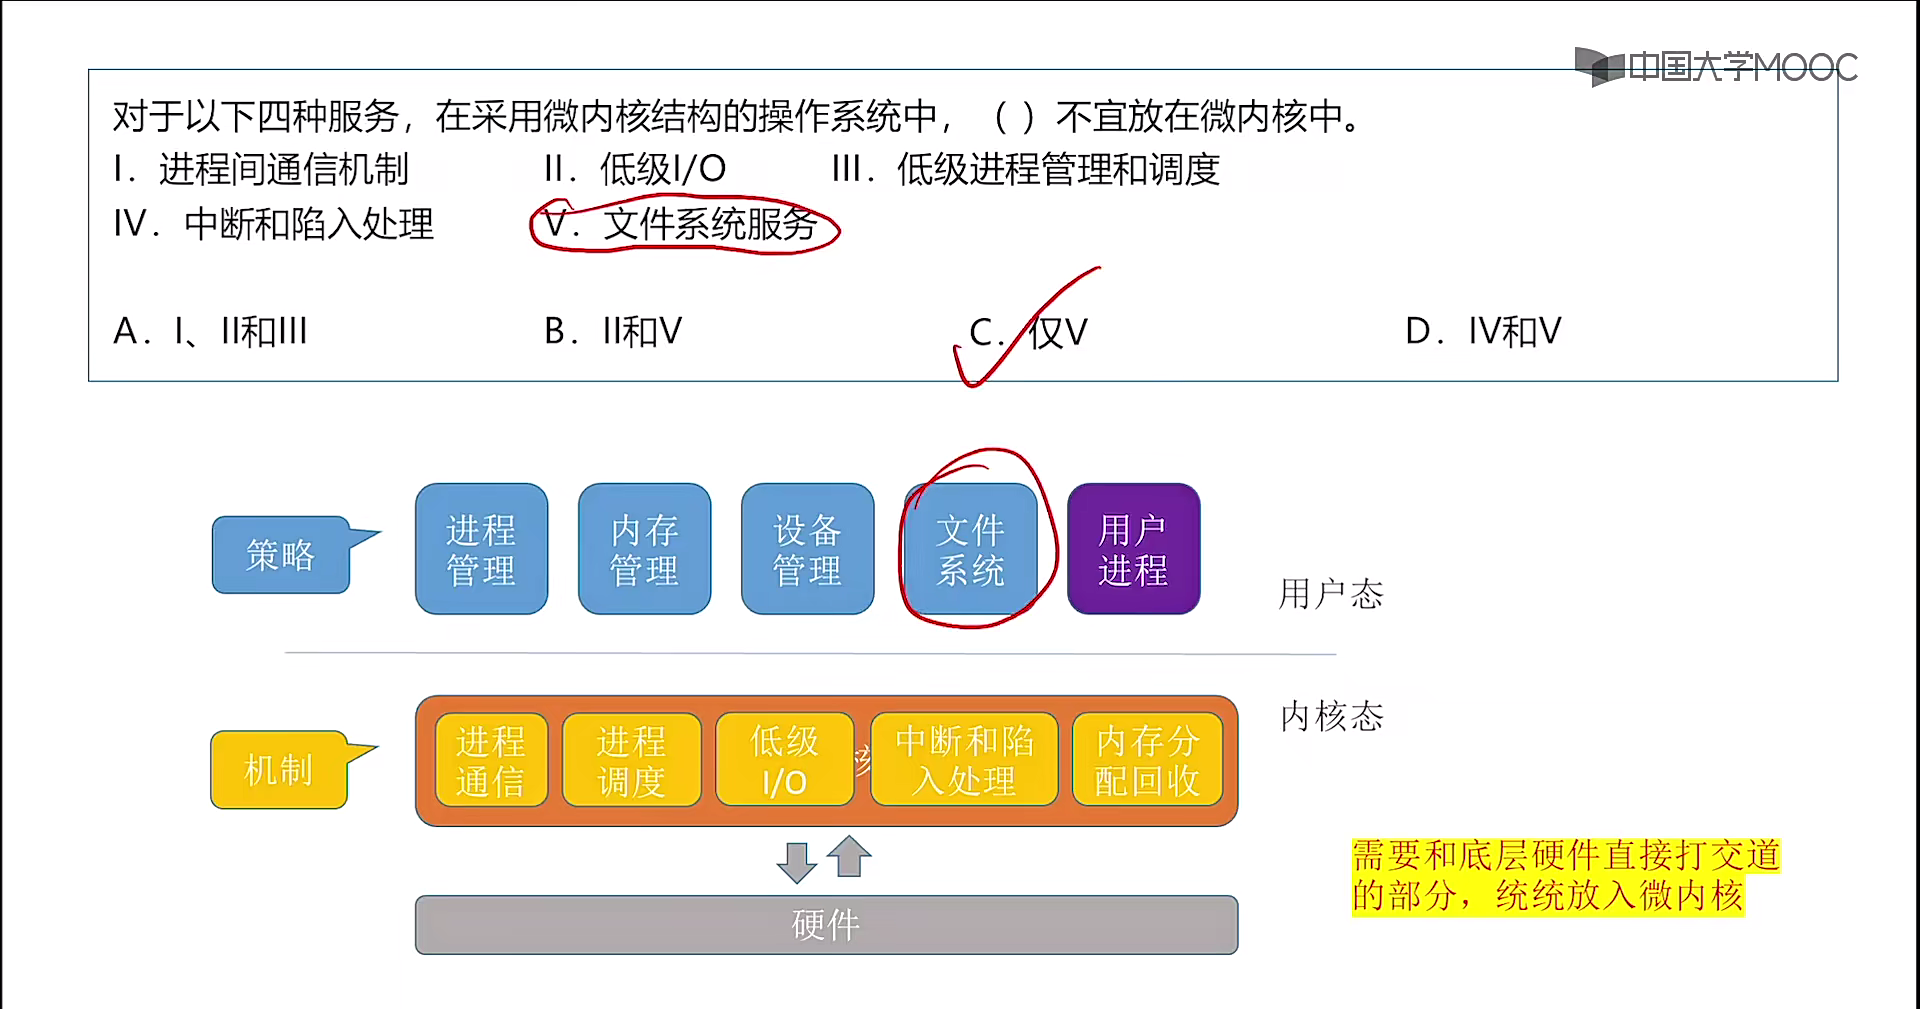 中国大学MOOC
对于以下四种服务，在采用微内核结构的操作系统中，（ ）不宜放在微内核中。
I．进程间通信机制 II．低级I/O III．低级进程管理和调度
IV．中断和陷入处理 V．文件系统服务
A．I、II和III B．II和V C．仅V D．IV和V
策略
进程
管理
内存
管理
设备
管理
文件
系统
用户
进程
用户态
内核态
机制
进程
通信
进程
调度
低级
I/O
核
中断和陷
入处理
内存分
配回收
需要和底层硬件直接打交道
的部分，统统放入微内核
硬件